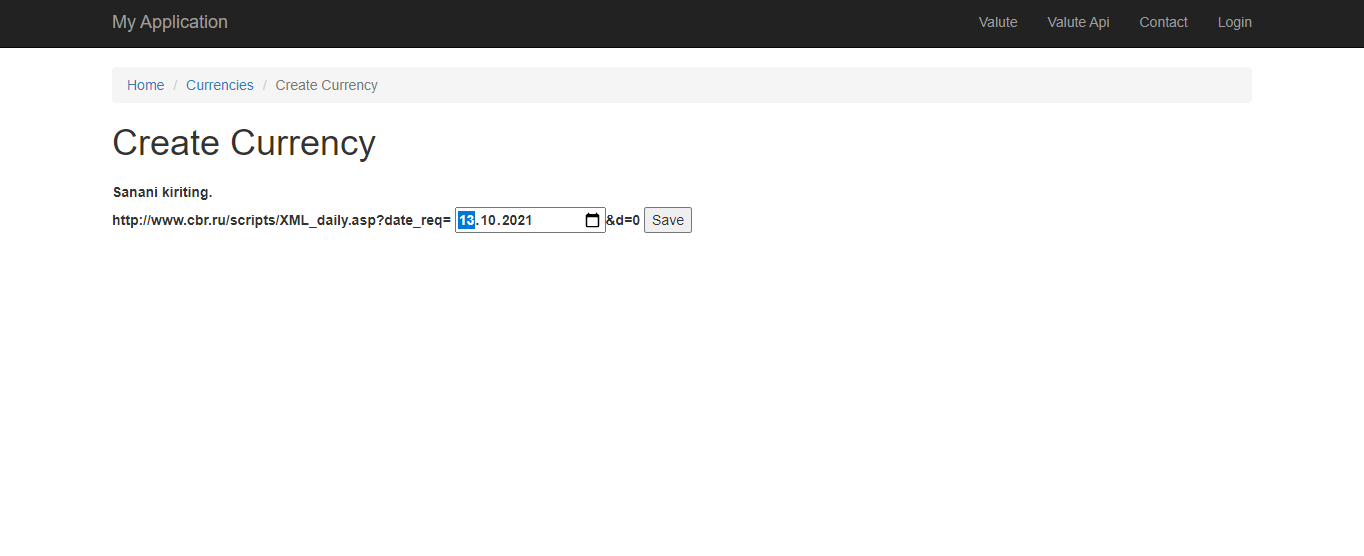 My Application Valute Valute Api Contact Login
Home / Currencies / Create Currency
Create Currency
Sanani kiriting.
http://www.cbr.ru/scripts/XML_daily.asp?date_req= 13.10.2021 &d=0 Save